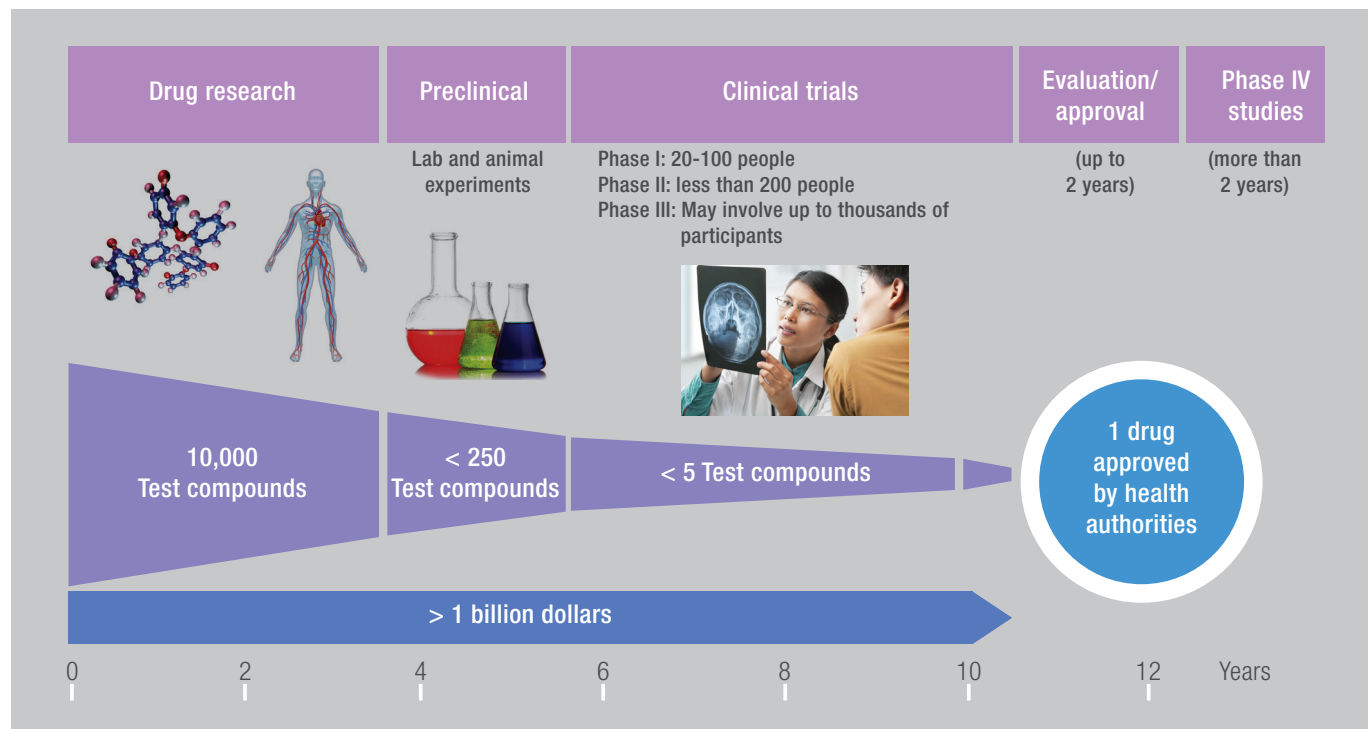 Drug research
Preclinical
Clinical trials
Evaluation/
approval
Phase IV
studies
Lab and animal
experiments
Phase I: 20-100 people
Phase II: less than 200 people
Phase III: May involve up to thousands of
participants
(up to
2 years)
(more than
2 years)
10,000
Test compounds
< 250
Test compounds
< 5 Test compounds
1 drug
approved
by health
authorities
> 1 billion dollars
0 2 4 6 8 10 12 Years